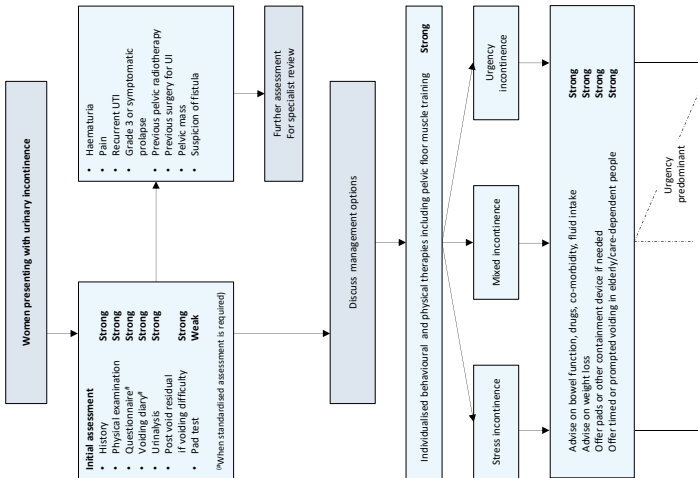 Women presenting with urinary incontinence
Initial assessment
• History Strong
• Physical examination Strong
• Questionnaire# Strong
• Voiding diary# Strong
• Urinalysis Strong
• Post void residual
if voiding difficulty Strong
• Pad test Weak
(#When standardised assessment is required)
• Haematuria
• Pain
• Recurrent UTI
• Grade 3 or symptomatic
prolapse
• Previous pelvic radiotherapy
• Previous surgery for UI
• Pelvic mass
• Suspicion of fistula
Further assessment
For specialist review
Discuss management options
Individualised behavioural and physical therapies including pelvic floor muscle training Strong
Stress incontinence
Mixed incontinence
Urgency
incontinence
Advise on bowel function, drugs, co-morbidity, fluid intake Strong
Advise on weight loss Strong
Offer pads or other containment device if needed Strong
Offer timed or prompted voiding in elderly/care-dependent people Strong
Urgency
predominant